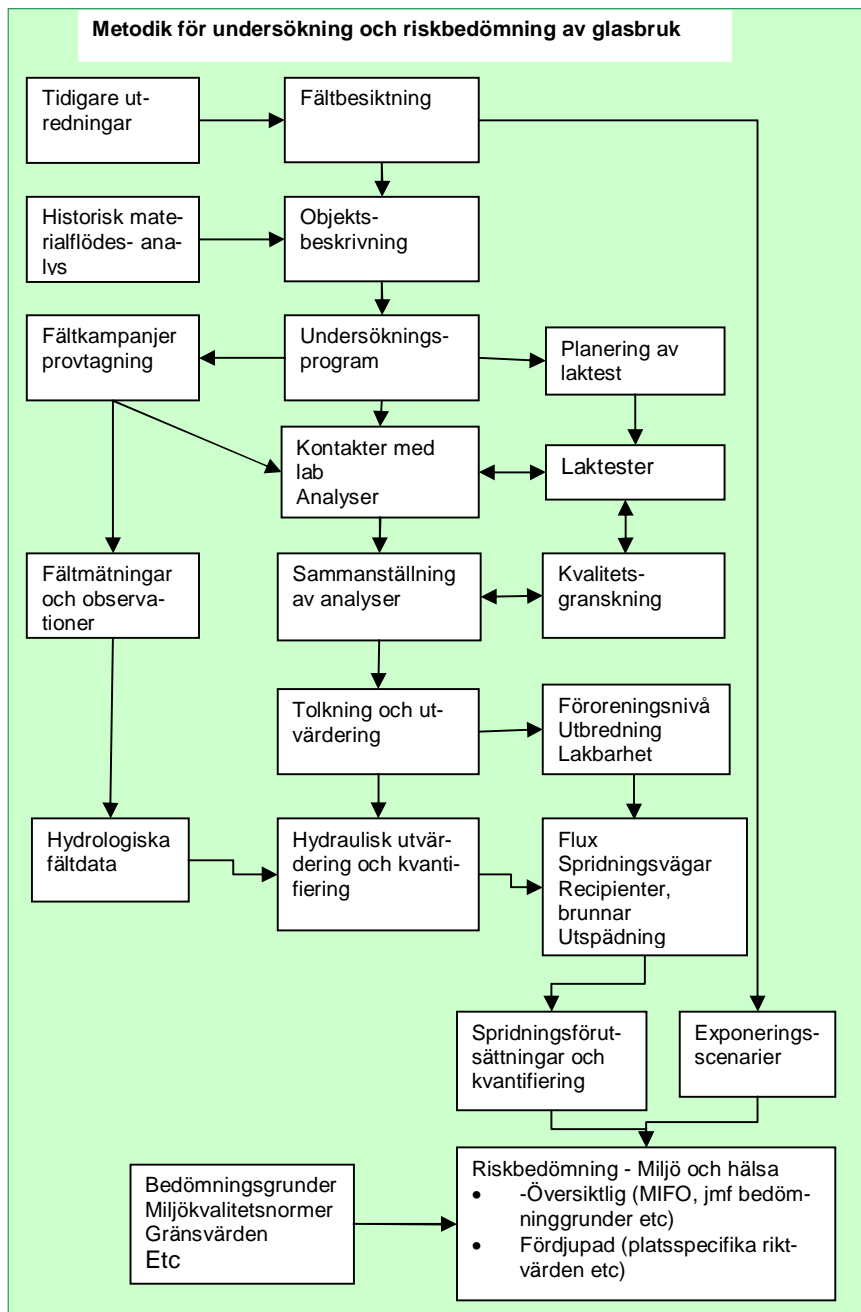 Metodik för undersökning och riskbedömning av glasbruk
Tidigare ut-
redningar
Fältbesiktning
Historisk mate-
rialflödes- ana-
lvs
Objekts-
beskrivning
Fältkampanjer
provtagning
Undersöknings-
program
Planering av
laktest
Kontakter med
lab
Analyser
Laktester
Fältmätningar
och observa-
tioner
Sammanställning
av analyser
Kvalitets-
granskning
Tolkning och ut-
värdering
Föroreningsnivå
Utbredning
Lakbarhet
Hydrologiska
fältdata
Hydraulisk utvär-
dering och kvanti-
fiering
Flux
Spridningsvägar
Recipienter,
brunnar
Utspädning
Spridningsförut-
sättningar och
kvantifiering
Exponerings-
scenarier
Bedömningsgrunder
Miljökvalitetsnormer
Gränsvärden
Etc
Riskbedömning - Miljö och hälsa
• -Översiktlig (MIFO, jmf bedöm-
ninggrunder etc)
• Fördjupad (platsspecifika rikt-
värden etc)